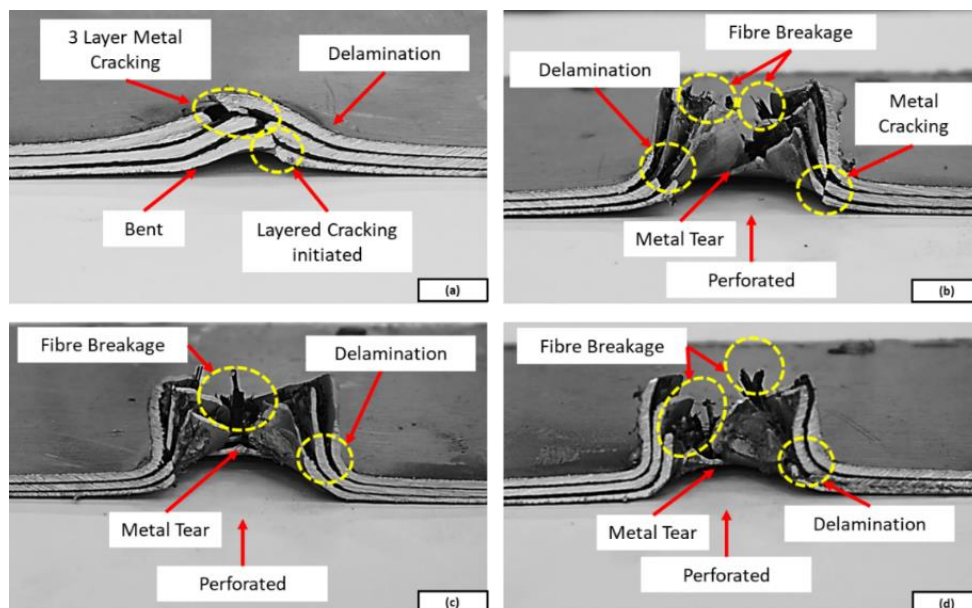 3 Layer Metal
Cracking
Delamination
Bent
Layered Cracking
initiated
(a)
Fibre Breakage
Delamination
Metal
Cracking
Metal Tear
Perforated
(b)
Fibre Breakage
Delamination
Metal Tear
Perforated
(c)
Fibre Breakage
Metal Tear
Delamination
Perforated
(d)